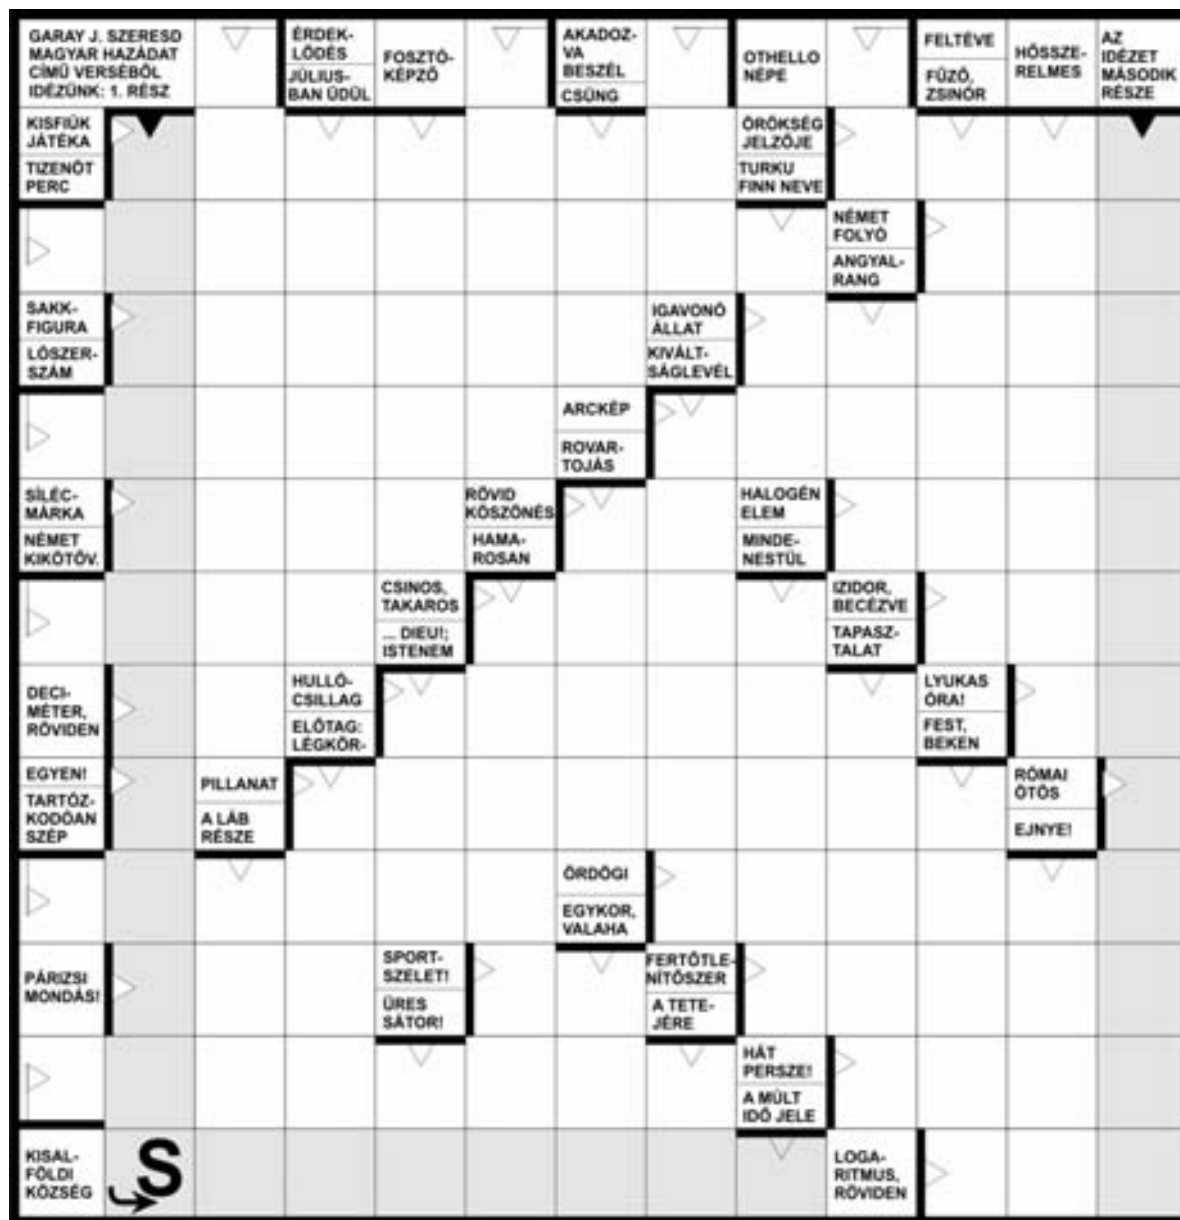 GARAY J. SZERESD
MAGYAR HAZÁDAT
CÍMŰ VERSÉBŐL
IDÉZÜNK: 1. RÉSZ
ÉRDEK-
LŐDÉS
JÚLIUS-
BAN ÜDÜL
FOSZTÓ-
KÉPZŐ
AKADOZ-
VA
BESZÉL
CSÜNG
OTHELLO
NÉPE
FELTÉVE
FŰZŐ,
ZSINÓR
HŐSSZE-
RELMES
AZ
IDÉZET
MÁSODIK
RÉSZE
KISFIÚK
JÁTÉKA
TIZENÖT
PERC
ÖRÖKSÉG
JELZŐJE
TURKU
FINN NEVE
NÉMET
FOLYÓ
ANGYAL-
RANG
SAKK-
FIGURA
LÓSZER-
SZÁM
IGAVONÓ
ÁLLAT
KIVÁLT-
SÁGLEVÉL
ARCKÉP
ROVAR-
TOJÁS
SÍLÉC-
MÁRKA
NÉMET
KIKÖTŐV.
RÖVID
KÖSZÖNÉS
HAMA-
ROSAN
HALOGÉN
ELEM
MINDE-
NESTÜL
CSINOS,
TAKAROS
... DIEU!;
ISTENEM
IZIDOR,
BECÉZVE
TAPASZ-
TALAT
DECI-
MÉTER,
RÖVIDEN
HULLÓ-
CSILLAG
ELŐTAG:
LÉGKÖR-
LYUKAS
ÓRA!
FEST,
BEKEN
EGYEN!
TARTÓZ-
KODÓAN
SZÉP
PILLANAT
A LÁB
RÉSZE
RÓMAI
ÖTÖS
EJNYE!
ÖRDÖGI
EGYKOR,
VALAHA
PÁRIZSI
MONDÁS!
SPORT-
SZELET!
ÜRES
SÁTOR!
FERTŐTLE-
NÍTŐSZER
A TETE-
JÉRE
HÁT
PERSZE!
A MÚLT
IDŐ JELE
KISAL-
FÖLDI
KÖZSÉG
S
LOGA-
RITMUS,
RÖVIDEN